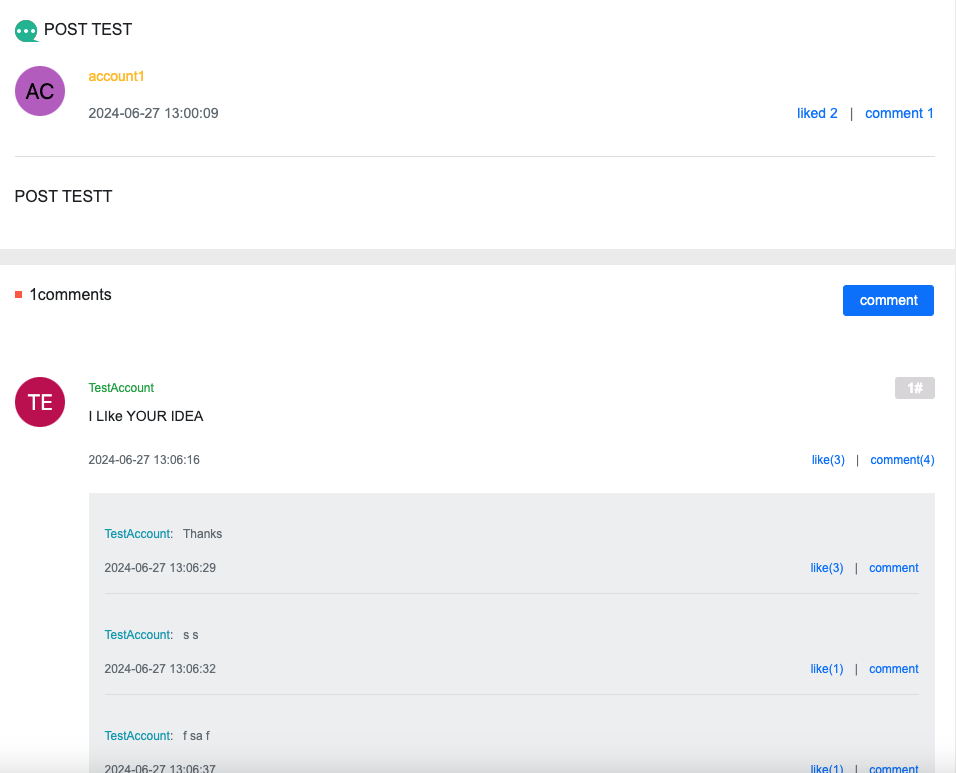 POST TEST
AC
account1
2024-06-27 13:00:09
liked 2 | comment 1
POST TESTT
1comments
comment
TE
TestAccount
1#
I LIke YOUR IDEA
2024-06-27 13:06:16
like(3) | comment(4)
TestAccount: Thanks
2024-06-27 13:06:29
like(3) | comment
TestAccount: s s
2024-06-27 13:06:32
like(1) | comment
TestAccount: f sa f
2024-06-27 13:06:37
like(1) | comment